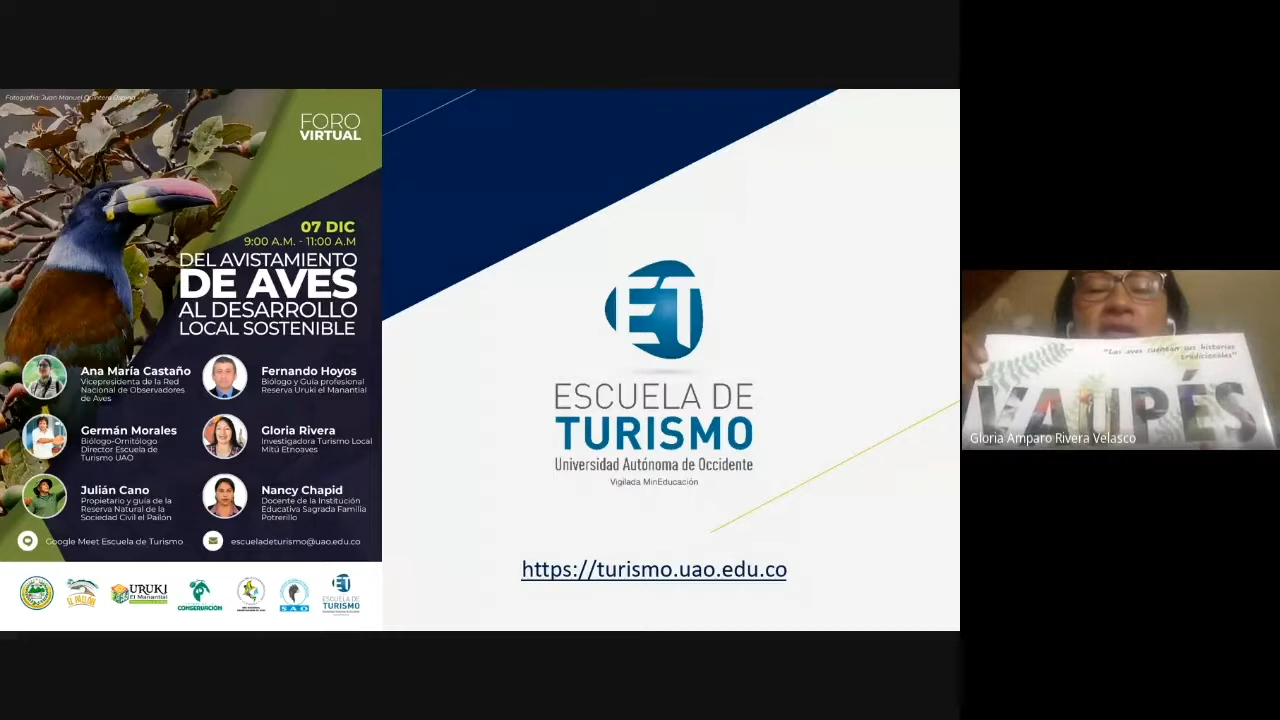 Fotografía: Juan Manuel Quintero Ospina
FORO
VIRTUAL
07 DIC
9:00 A.M. - 11:00 A.M
DEL AVISTAMIENTO
DE AVES
AL DESARROLLO
LOCAL SOSTENIBLE
Ana María Castaño
Vicepresidenta de la Red
Nacional de Observadores
de Aves
Fernando Hoyos
Biólogo y Guía profesional
Reserva Uruki el Manantial
Germán Morales
Biólogo-Ornitólogo
Director Escuela de
Turismo UAO
Gloria Rivera
Investigadora Turismo Local
Mitú Etnoaves
Julián Cano
Propietario y guía de la
Reserva Natural de la
Sociedad Civil el Pailón
Nancy Chapid
Docente de la Institución
Educativa Sagrada Familia
Potrerillo
Google Meet Escuela de Turismo
escueladeturismo@uao.edu.co
EL PAILÓN
URUKI
El Manantial
CONSERVACIÓN
SAO
ET
ESCUELA DE
TURISMO
ET
ESCUELA DE
TURISMO
Universidad Autónoma de Occidente
Vigilada MinEducación
https://turismo.uao.edu.co
"Las aves cuentan sus historias
tradicionales"
VAUPÉS
Gloria Amparo Rivera Velasco